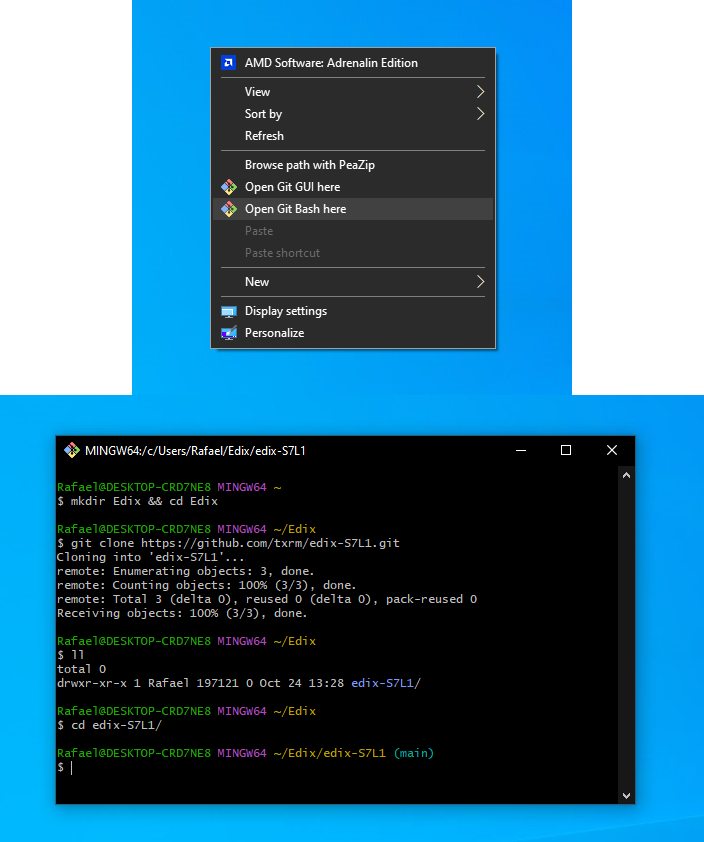 AMD Software: Adrenalin Edition
View
Sort by
Refresh
Browse path with PeaZip
Open Git GUI here
Open Git Bash here
Paste
Paste shortcut
New
Display settings
Personalize
MINGW64:/c/Users/Rafael/Edix/edix-S7L1
Rafael@DESKTOP-CRD7NE8 MINGW64 ~
$ mkdir Edix && cd Edix
Rafael@DESKTOP-CRD7NE8 MINGW64 ~/Edix
$ git clone https://github.com/txrm/edix-S7L1.git
Cloning into 'edix-S7L1'...
remote: Enumerating objects: 3, done.
remote: Counting objects: 100% (3/3), done.
remote: Total 3 (delta 0), reused 0 (delta 0), pack-reused 0
Receiving objects: 100% (3/3), done.
Rafael@DESKTOP-CRD7NE8 MINGW64 ~/Edix
$ ll
total 0
drwxr-xr-x 1 Rafael 197121 0 Oct 24 13:28 edix-S7L1/
Rafael@DESKTOP-CRD7NE8 MINGW64 ~/Edix
$ cd edix-S7L1/
Rafael@DESKTOP-CRD7NE8 MINGW64 ~/Edix/edix-S7L1 (main)
$